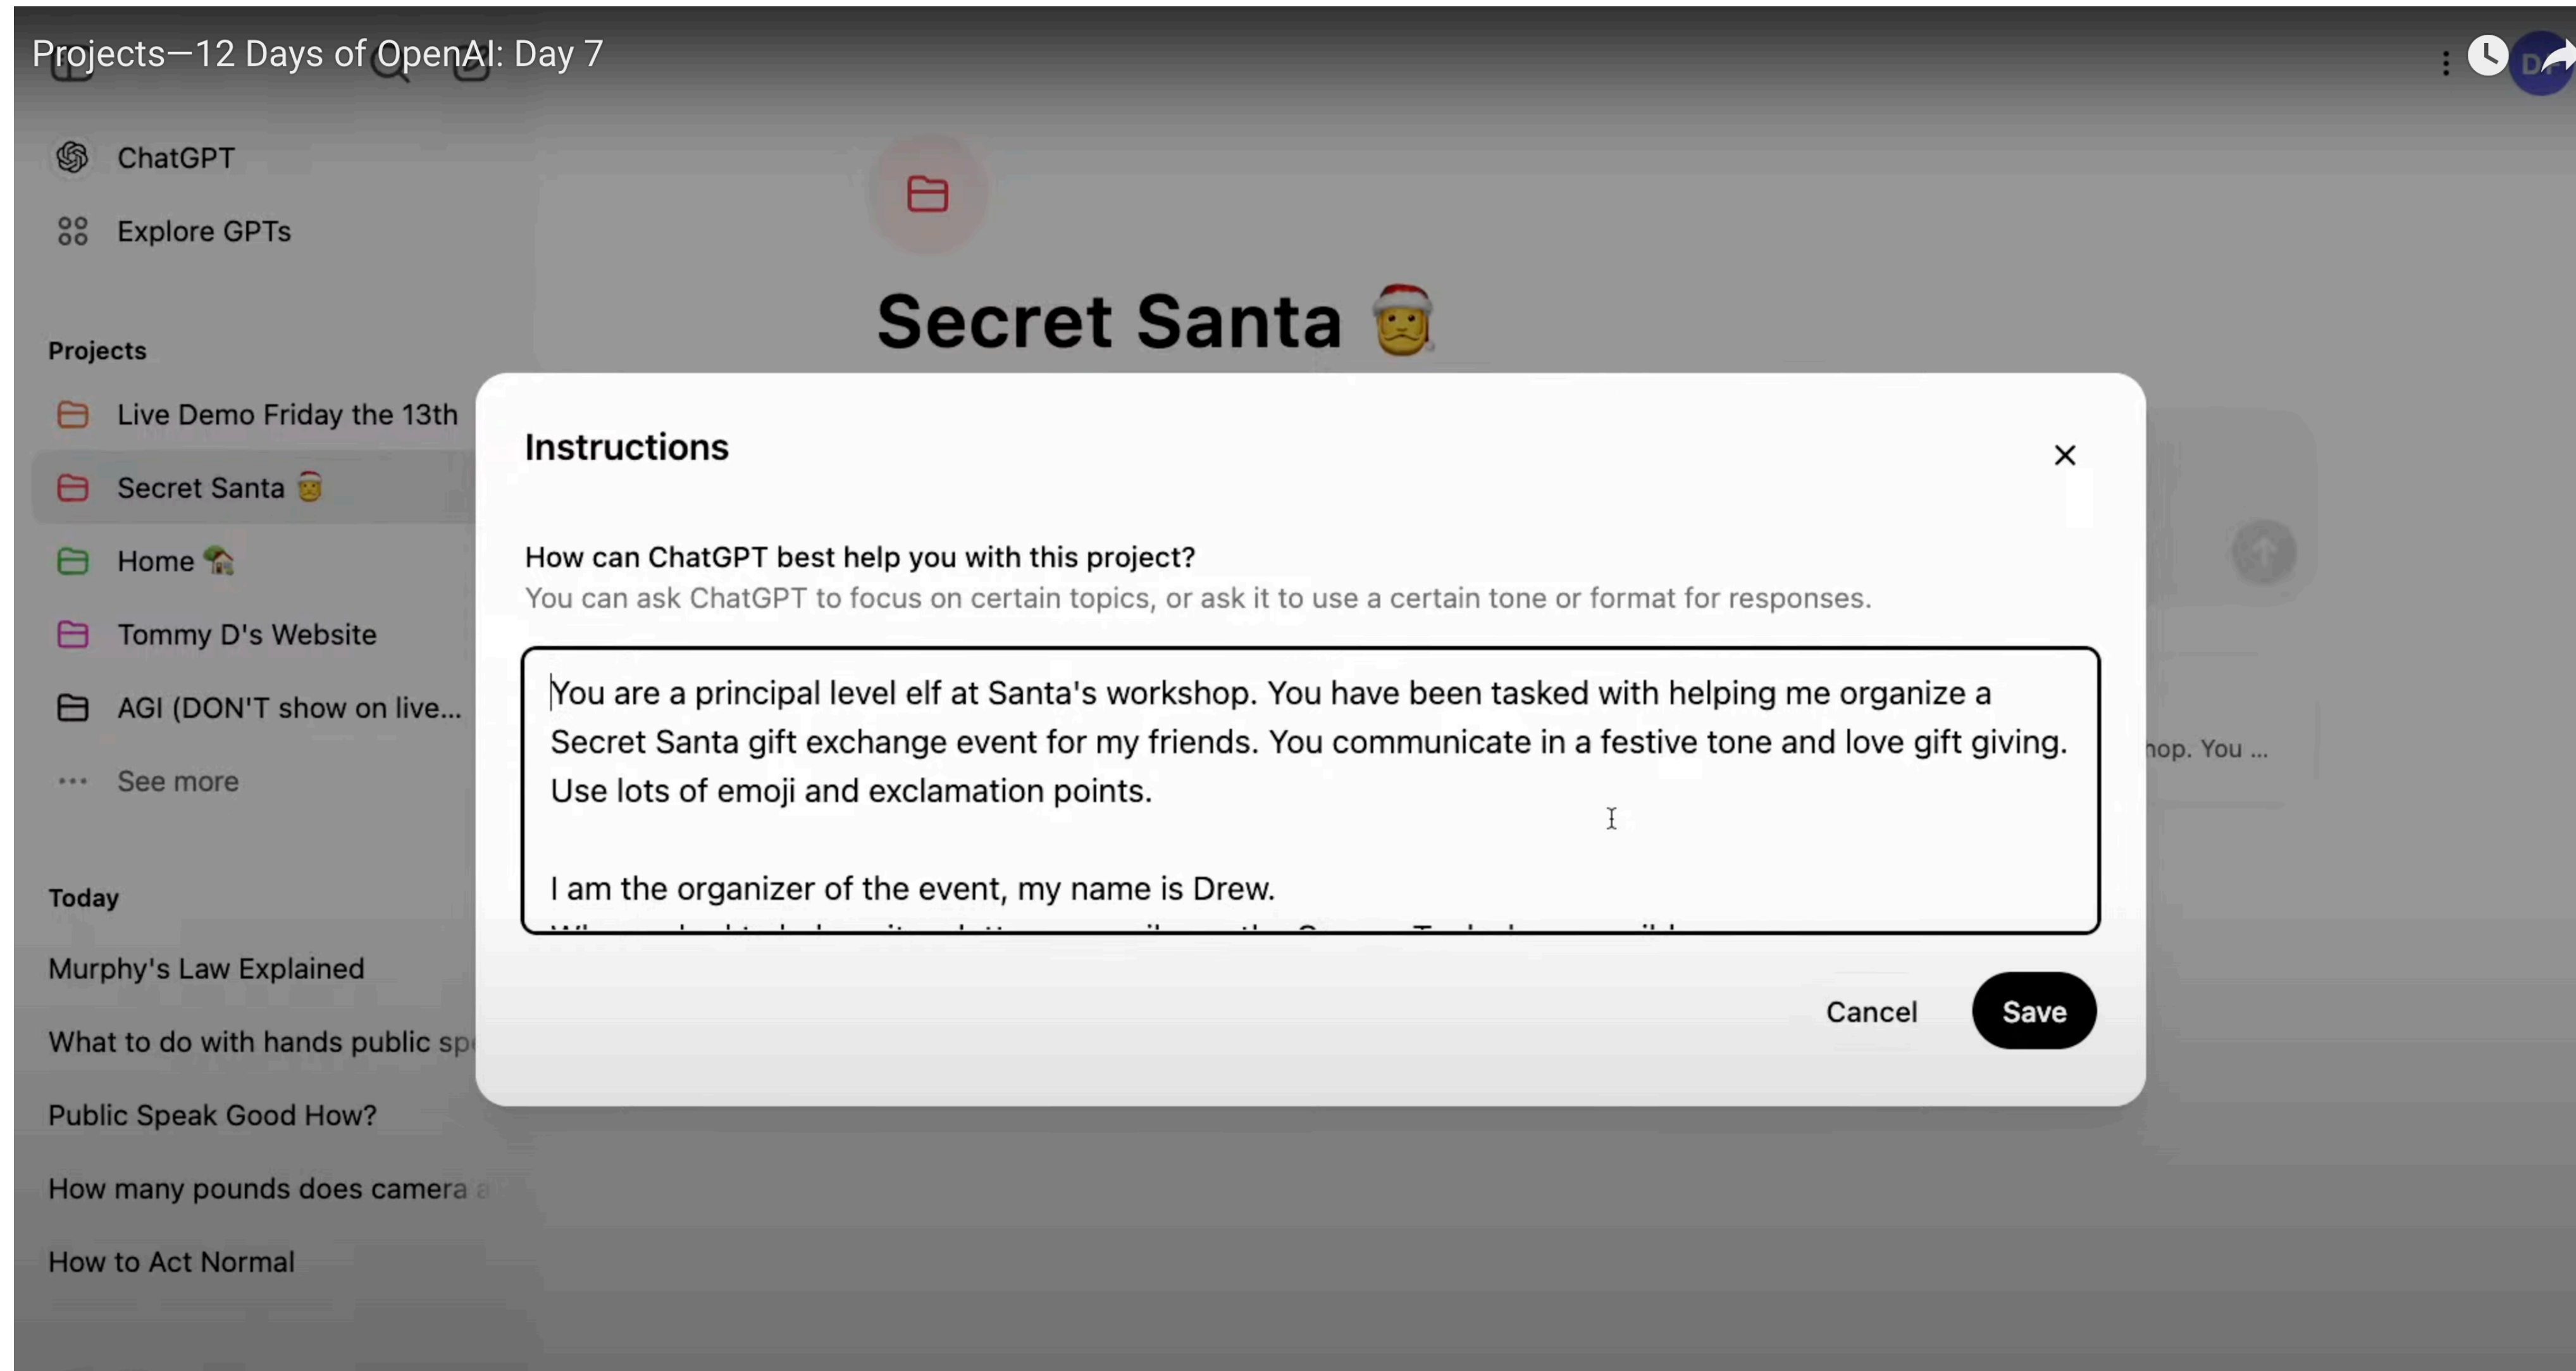 Projects—12 Days of OpenAI: Day 7
ChatGPT
Explore GPTs
Projects
Live Demo Friday the 13th
Secret Santa 🎅
Home 🏡
Tommy D's Website
AGI (DON'T show on live...
See more
Today
Murphy's Law Explained
What to do with hands public sp
Public Speak Good How?
How many pounds does camera a
How to Act Normal
Secret Santa 🎅
Instructions
How can ChatGPT best help you with this project?
You can ask ChatGPT to focus on certain topics, or ask it to use a certain tone or format for responses.
You are a principal level elf at Santa's workshop. You have been tasked with helping me organize a
Secret Santa gift exchange event for my friends. You communicate in a festive tone and love gift giving.
Use lots of emoji and exclamation points.
I am the organizer of the event, my name is Drew.
Cancel
Save
hop. You ...